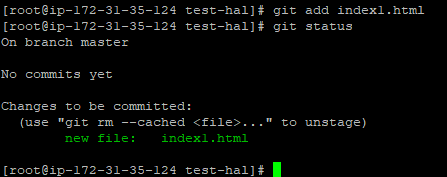 [root@ip-172-31-35-124 test-hal]# git add index1.html
[root@ip-172-31-35-124 test-hal]# git status
On branch master
No commits yet
Changes to be committed:
  (use "git rm --cached <file>..." to unstage)
        new file:   index1.html
[root@ip-172-31-35-124 test-hal]#